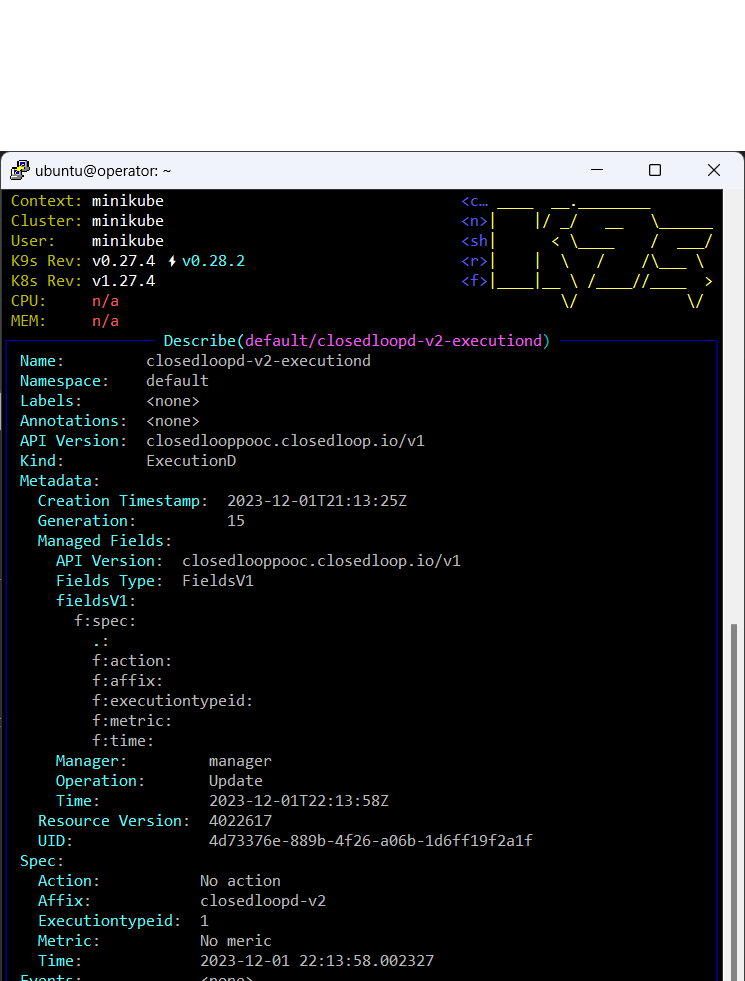 ubuntu@operator: ~
Context: minikube <c…
Cluster: minikube <n>
User: minikube <sh
K9s Rev: v0.27.4 ⚡v0.28.2 <r>
K8s Rev: v1.27.4 <f>
CPU: n/a
MEM: n/a
Describe(default/closedloopd-v2-executiond)
Name: closedloopd-v2-executiond
Namespace: default
Labels: <none>
Annotations: <none>
API Version: closedlooppooc.closedloop.io/v1
Kind: ExecutionD
Metadata:
Creation Timestamp: 2023-12-01T21:13:25Z
Generation: 15
Managed Fields:
API Version: closedlooppooc.closedloop.io/v1
Fields Type: FieldsV1
fieldsV1:
f:spec:
.:
f:action:
f:affix:
f:executiontypeid:
f:metric:
f:time:
Manager: manager
Operation: Update
Time: 2023-12-01T22:13:58Z
Resource Version: 4022617
UID: 4d73376e-889b-4f26-a06b-1d6ff19f2a1f
Spec:
Action: No action
Affix: closedloopd-v2
Executiontypeid: 1
Metric: No meric
Time: 2023-12-01 22:13:58.002327
Events: <none>